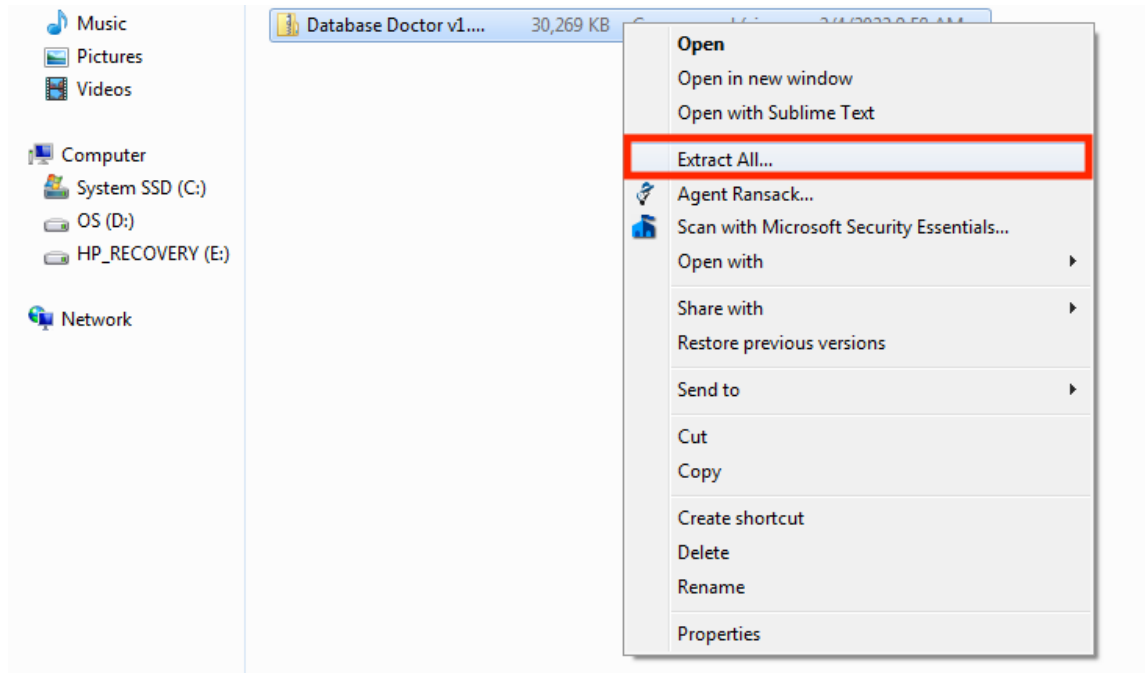 Music
Pictures
Videos
Computer
System SSD (C:)
OS (D:)
HP_RECOVERY (E:)
Network
Database Doctor v1.... 30,269 KB
Open
Open in new window
Open with Sublime Text
Extract All...
Agent Ransack...
Scan with Microsoft Security Essentials...
Open with
Share with
Restore previous versions
Send to
Cut
Copy
Create shortcut
Delete
Rename
Properties